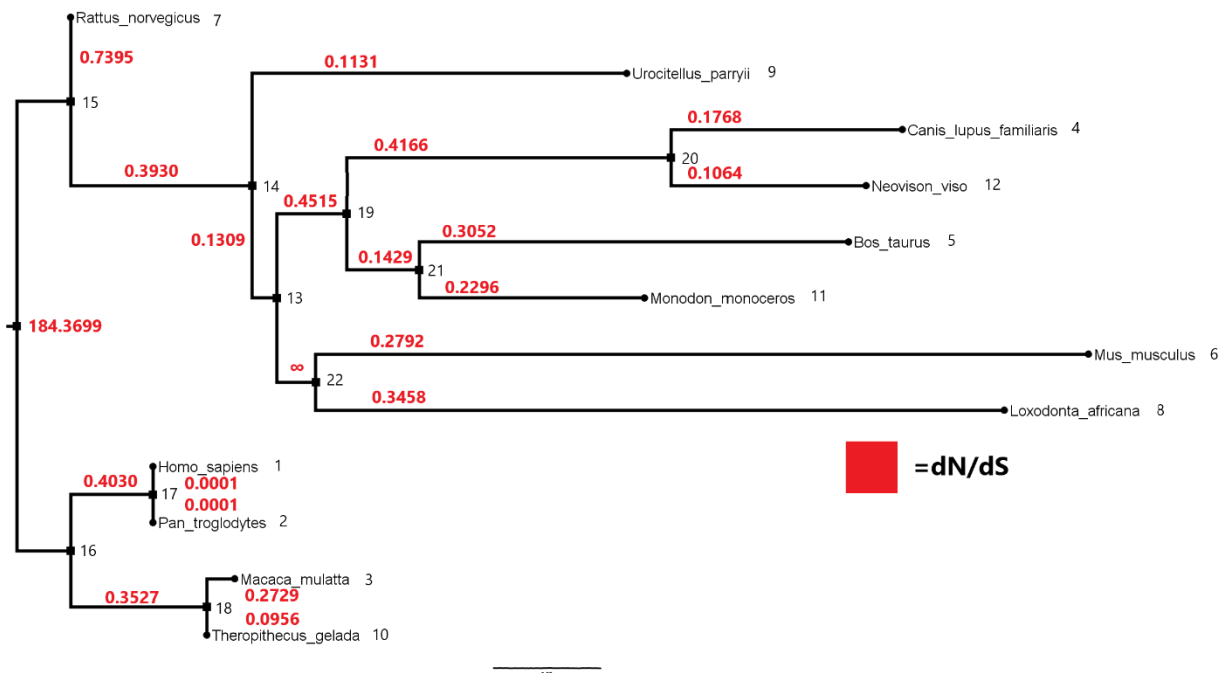 Rattus_norvegicus 7
0.7395
0.1131
Urocitellus_parryii 9
15
0.1768
Canis_lupus_familiaris 4
0.4166
20
0.3930
0.1064
14
Neovison_viso 12
0.4515
19
0.1309
0.3052
Bos_taurus 5
0.1429
21
0.2296
13
Monodon_monoceros 11
184.3699
0.2792
Mus_musculus 6
∞
22
0.3458
Loxodonta_africana 8
Homo_sapiens 1
=dN/dS
0.4030
17 0.0001
0.0001
Pan_troglodytes 2
16
Macaca_mulatta 3
0.3527
0.2729
18
0.0956
Theropithecus_gelada 10